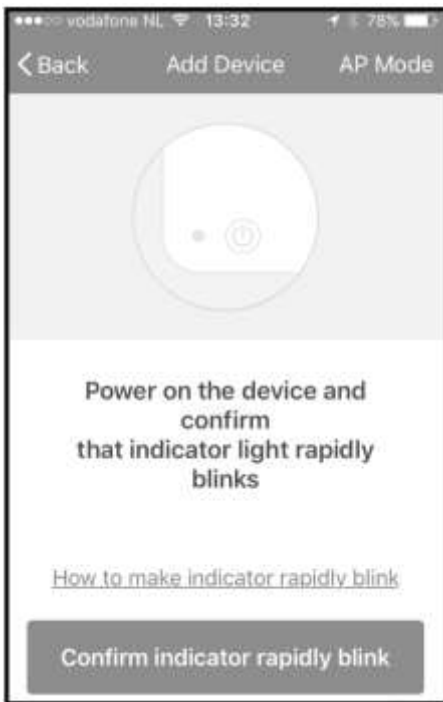 vodafone NL 13:32 78%
Back Add Device AP Mode
Power on the device and
confirm
that indicator light rapidly
blinks
How to make indicator rapidly blink
Confirm indicator rapidly blink